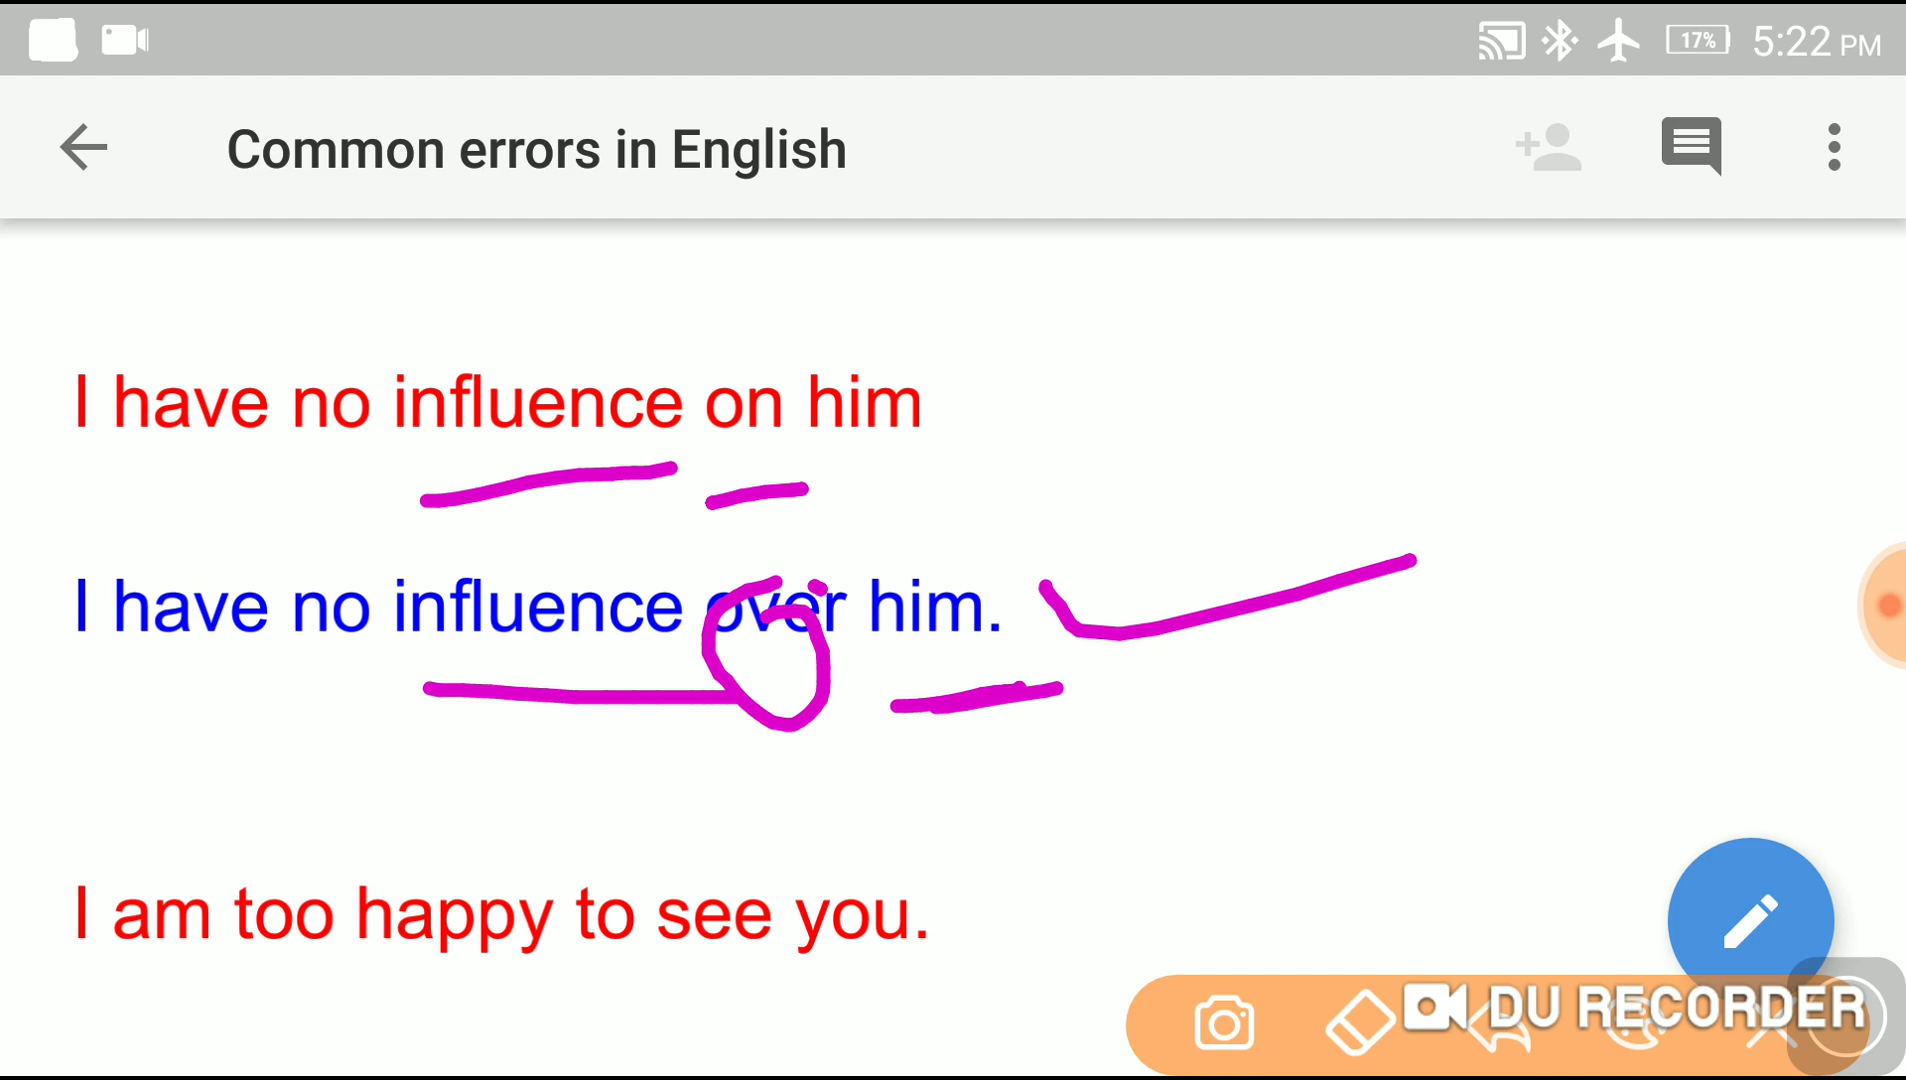 17% 5:22 PM
Common errors in English
I have no influence on him
I have no influence over him.
I am too happy to see you.
DU RECORDER